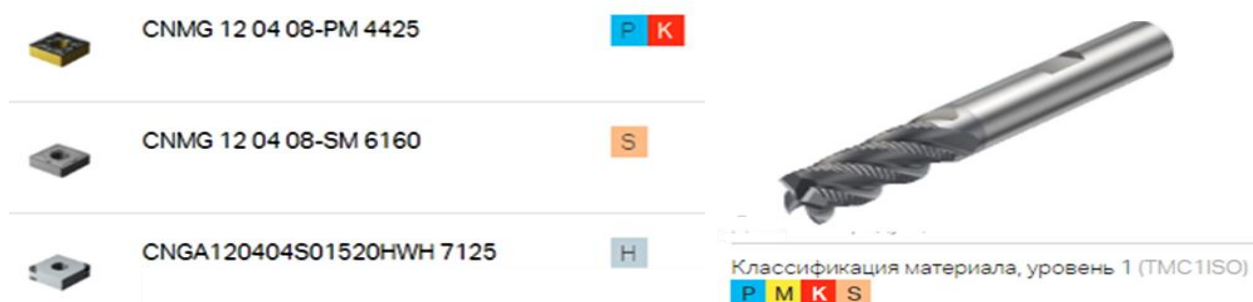 CNMG 12 04 08-PM 4425
P K
CNMG 12 04 08-SM 6160
S
CNGA120404S01520HWH 7125
H
Классификация материала, уровень 1 (TMC1ISO)
P M K S